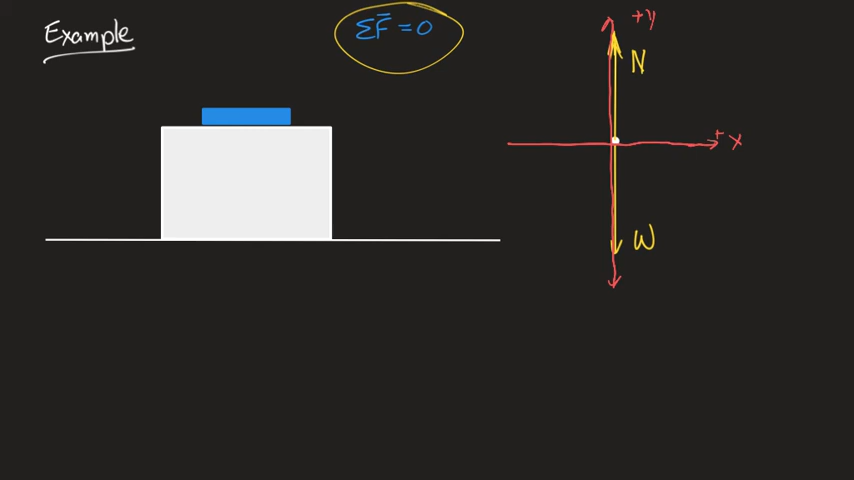 Example
ΣF̅ = 0
+y
N
+ x
W